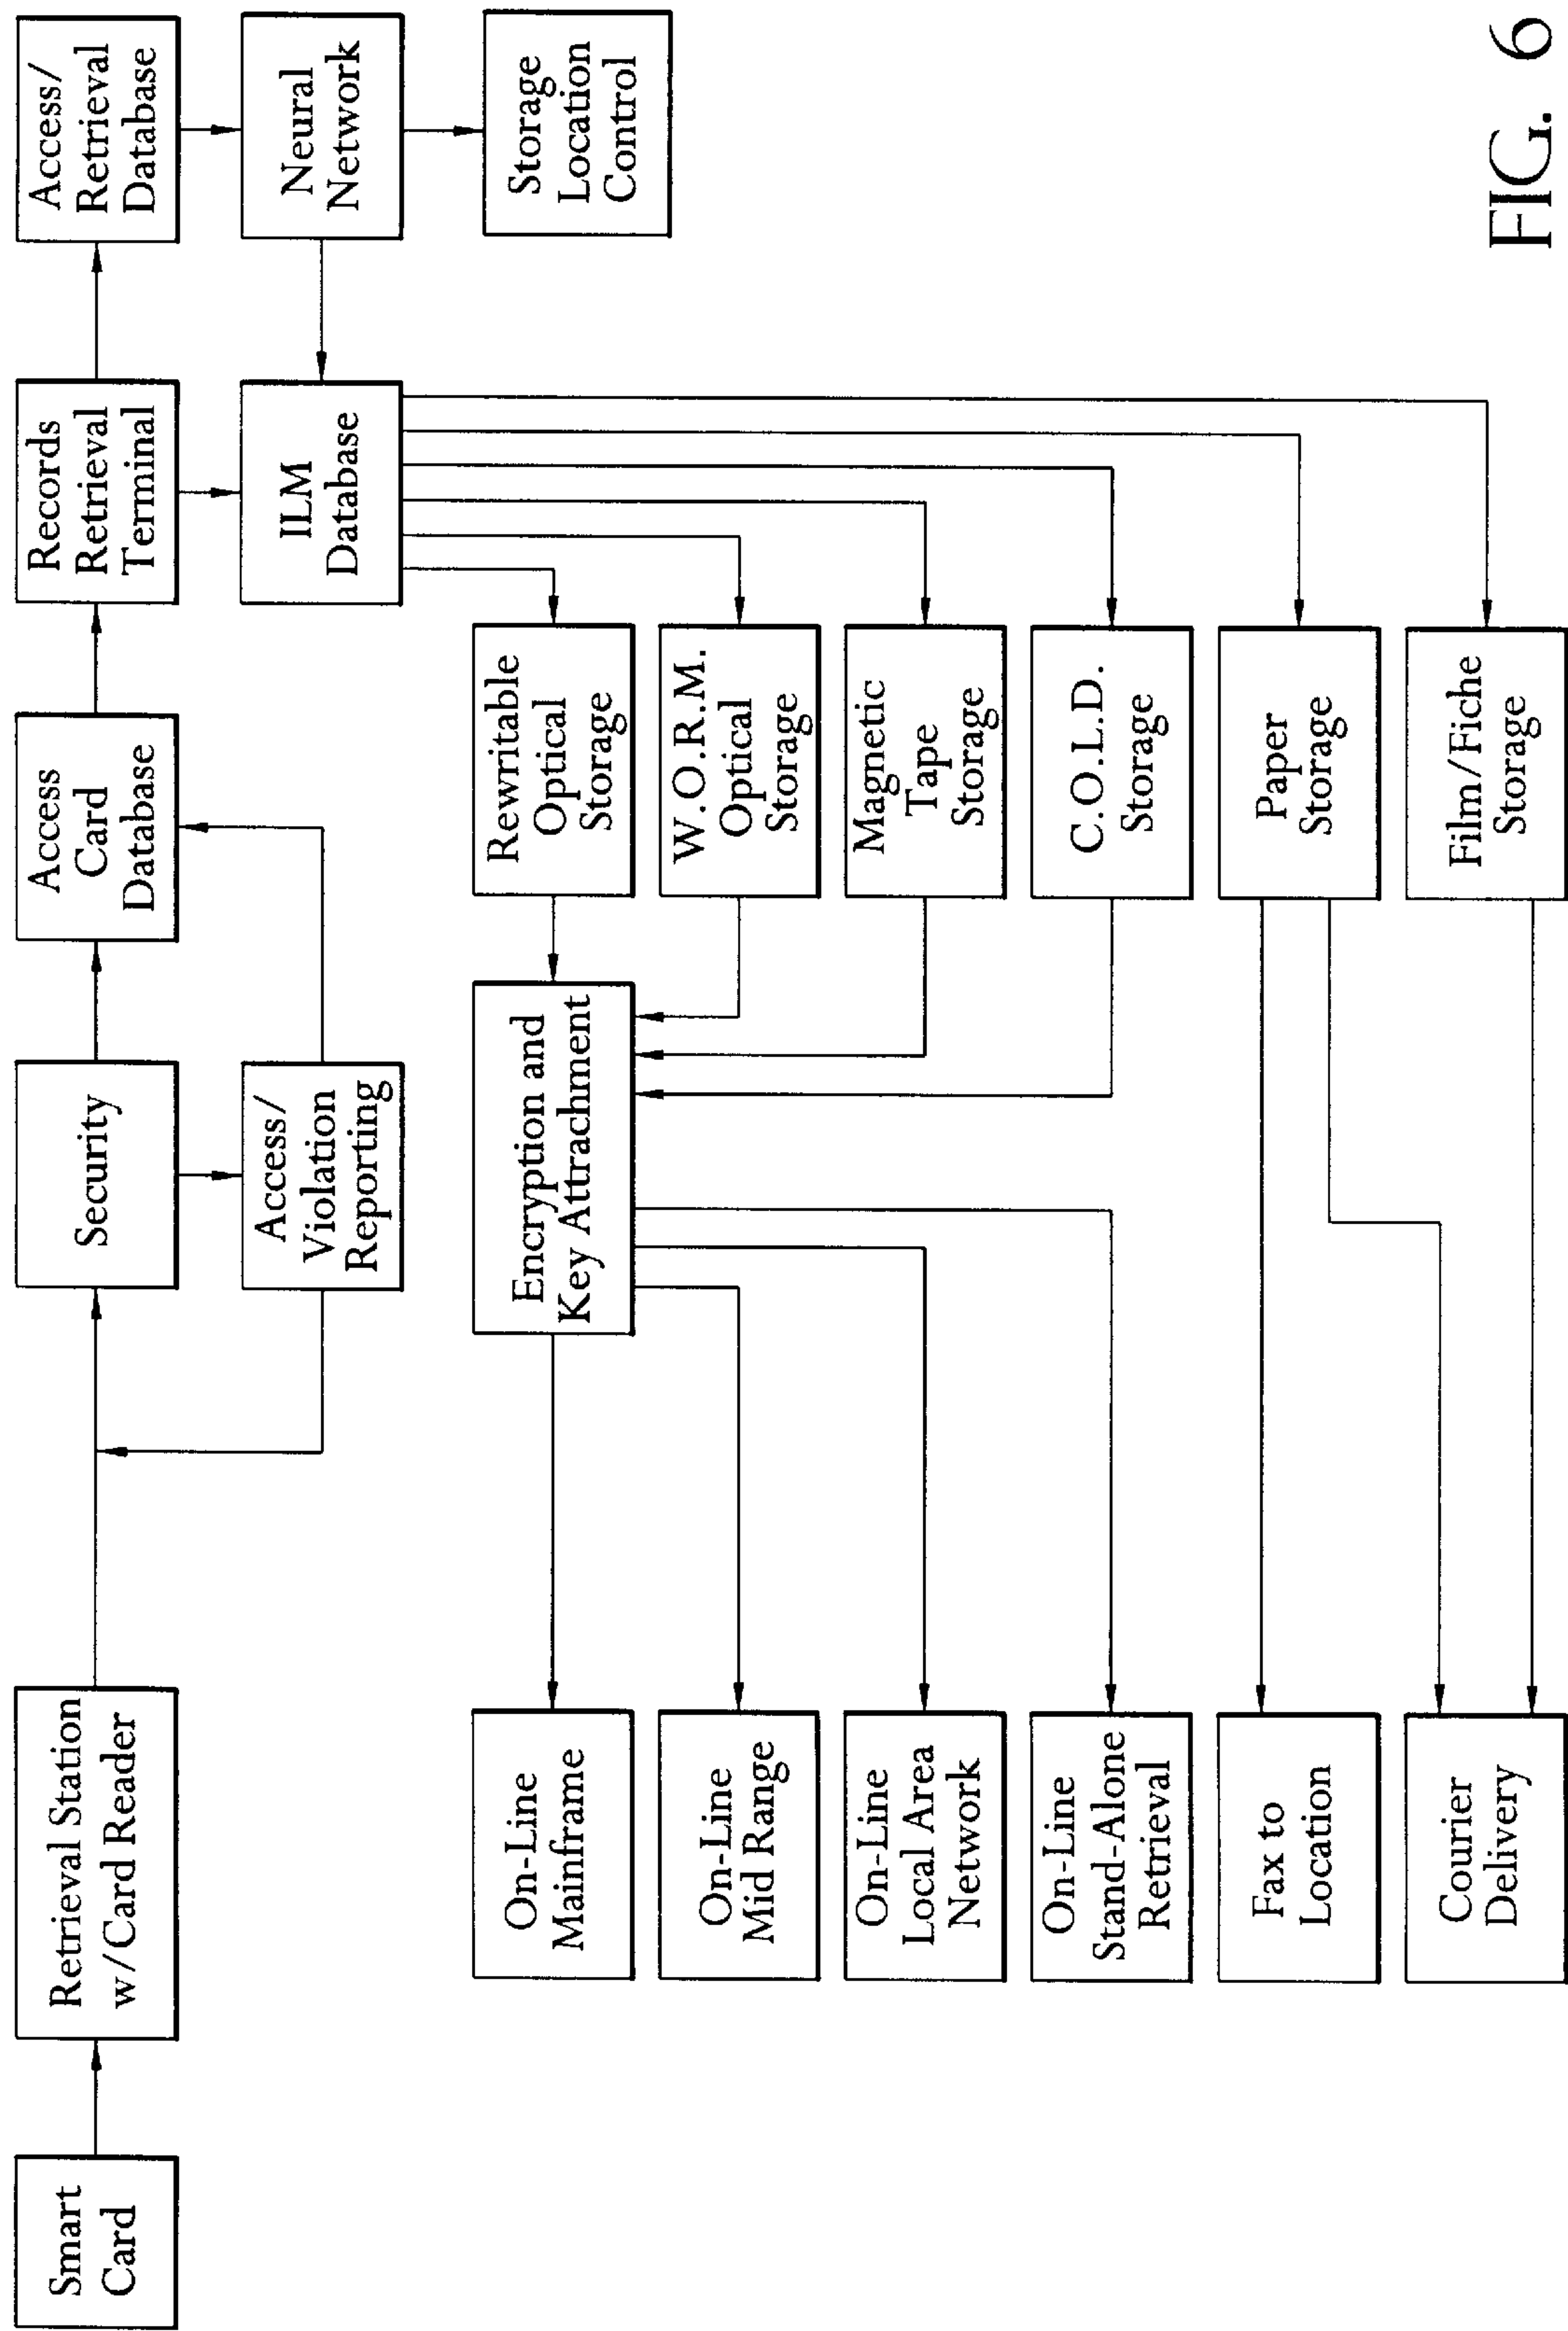 Smart
Card
Retrieval Station
w/Card Reader
Security
Access
Card
Database
Records
Retrieval
Terminal
Access/
Retrieval
Database
Access/
Violation
Reporting
ILM
Database
Neural
Network
Storage
Location
Control
On-Line
Mainframe
Encryption and
Key Attachment
Rewritable
Optical
Storage
On-Line
Mid Range
W.O.R.M.
Optical
Storage
On-Line
Local Area
Network
Magnetic
Tape
Storage
On-Line
Stand-Alone
Retrieval
C.O.L.D.
Storage
Fax to
Location
Paper
Storage
Courier
Delivery
Film/Fiche
Storage
FIG. 6